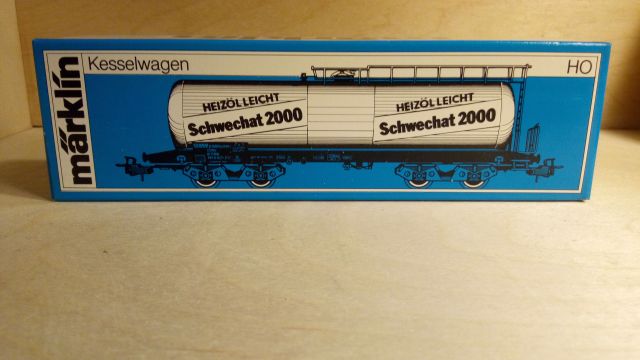 märklin
Kesselwagen
HO
HEIZÖL LEICHT
Schwechat 2000
HEIZÖL LEICHT
Schwechat 2000